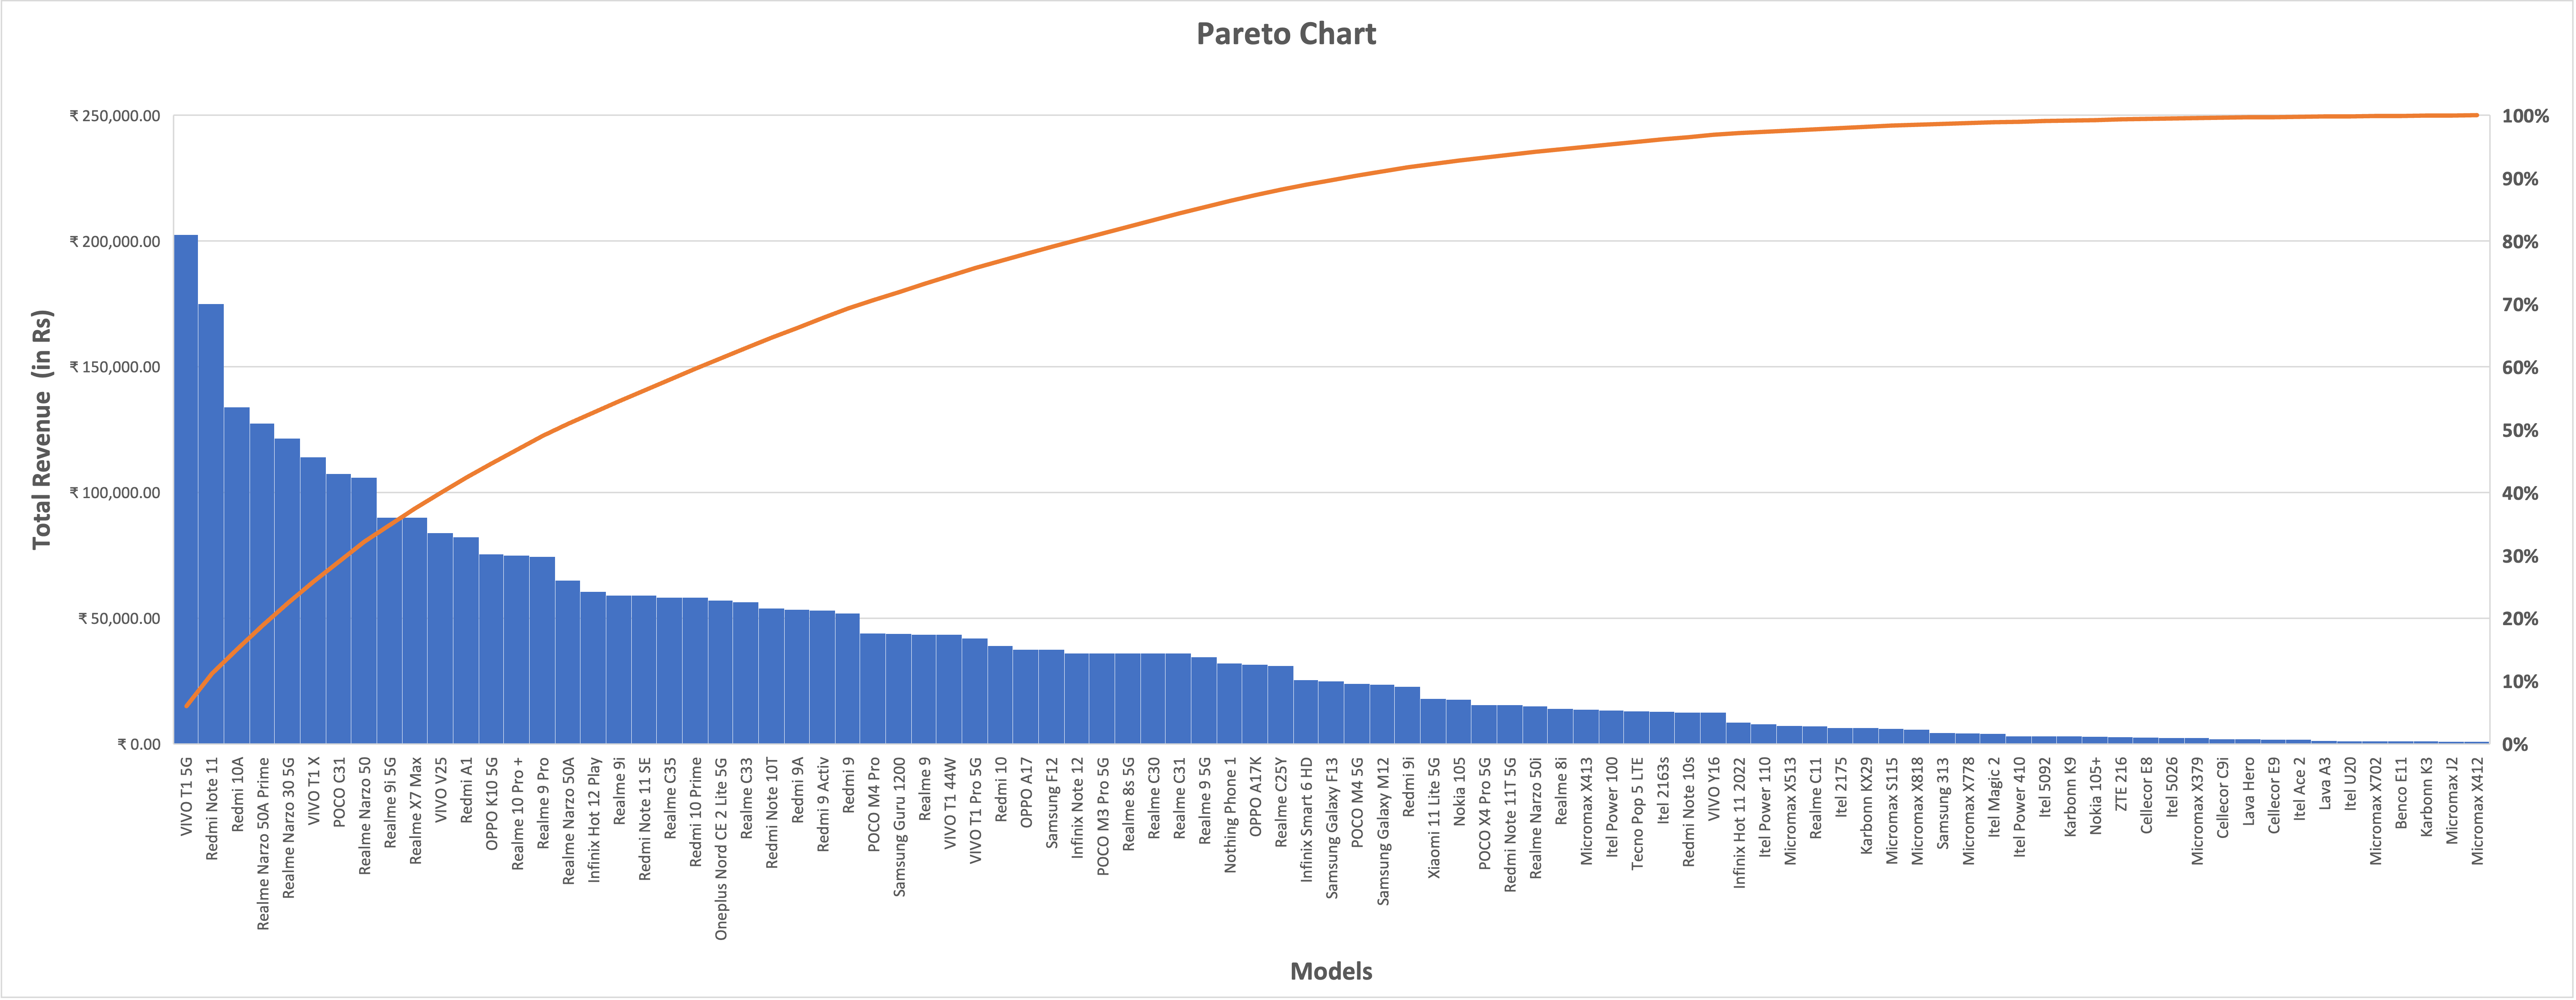 Pareto Chart
Total Revenue (in Rs)
₹ 250,000.00
₹ 200,000.00
₹ 150,000.00
₹ 100,000.00
₹ 50,000.00
₹ 0.00
100%
90%
80%
70%
60%
50%
40%
30%
20%
10%
0%
VIVO T1 5G
Redmi Note 11
Redmi 10A
Realme Narzo 50A Prime
Realme Narzo 30 5G
VIVO T1 X
POCO C31
Realme Narzo 50
Realme 9i 5G
Realme X7 Max
VIVO V25
Redmi A1
OPPO K10 5G
Realme 10 Pro +
Realme 9 Pro
Realme Narzo 50A
Infinix Hot 12 Play
Realme 9i
Redmi Note 11 SE
Realme C35
Redmi 10 Prime
Oneplus Nord CE 2 Lite 5G
Realme C33
Redmi Note 10T
Redmi 9A
Redmi 9 Activ
Redmi 9
POCO M4 Pro
Samsung Guru 1200
Realme 9
VIVO T1 44W
VIVO T1 Pro 5G
Redmi 10
OPPO A17
Samsung F12
Infinix Note 12
POCO M3 Pro 5G
Realme 8s 5G
Realme C30
Realme C31
Realme 9 5G
Nothing Phone 1
OPPO A17K
Realme C25Y
Infinix Smart 6 HD
Samsung Galaxy F13
POCO M4 5G
Samsung Galaxy M12
Redmi 9i
Xiaomi 11 Lite 5G
Nokia 105
POCO X4 Pro 5G
Redmi Note 11T 5G
Realme Narzo 50i
Realme 8i
Micromax X413
Itel Power 100
Tecno Pop 5 LTE
Itel 2163s
Redmi Note 10s
VIVO Y16
Infinix Hot 11 2022
Itel Power 110
Micromax X513
Realme C11
Itel 2175
Karbonn KX29
Micromax S115
Micromax X818
Samsung 313
Micromax X778
Itel Magic 2
Itel Power 410
Itel 5092
Karbonn K9
Nokia 105+
ZTE 216
Cellecor E8
Itel 5026
Micromax X379
Cellecor C9i
Lava Hero
Cellecor E9
Itel Ace 2
Lava A3
Itel U20
Micromax X702
Benco E11
Karbonn K3
Micromax J2
Micromax X412
Models